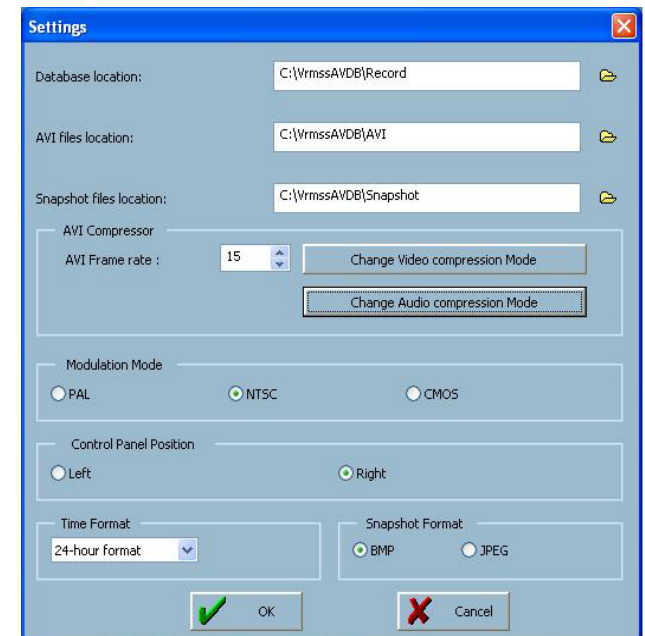 Settings
Database location: C:\VrmssAVDB\Record
AVI files location: C:\VrmssAVDB\AVI
Snapshot files location: C:\VrmssAVDB\Snapshot
AVI Compressor
AVI Frame rate : 15 Change Video compression Mode
Change Audio compression Mode
Modulation Mode
PAL NTSC CMOS
Control Panel Position
Left Right
Time Format Snapshot Format
24-hour format BMP JPEG
OK Cancel